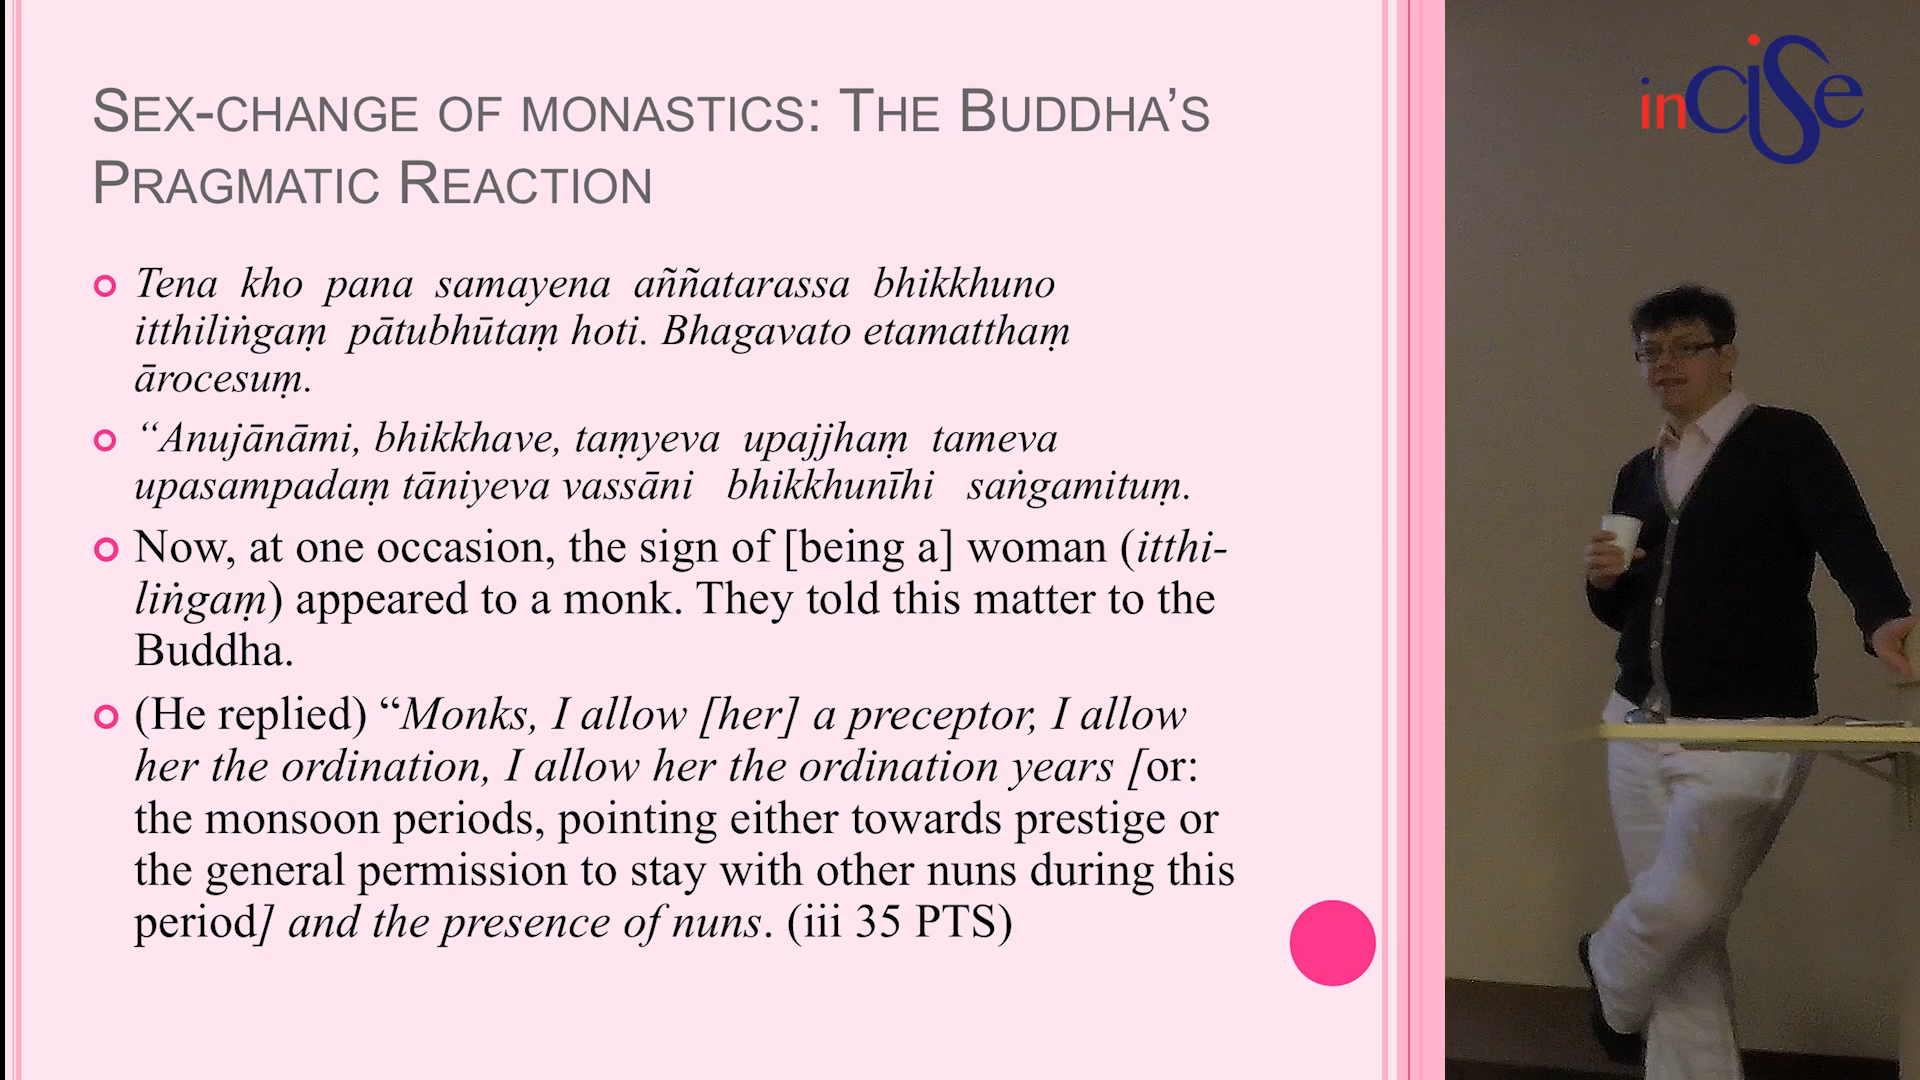 Sex-change of monastics: The Buddha’s
Pragmatic Reaction
Tena kho pana samayena aññatarassa bhikkhuno
itthiliṅgaṃ pātubhūtaṃ hoti. Bhagavato etamatthaṃ
ārocesuṃ.
“Anujānāmi, bhikkhave, taṃyeva upajjhaṃ tameva
upasampadaṃ tāniyeva vassāni bhikkhunīhi saṅgamituṃ.
Now, at one occasion, the sign of [being a] woman (itthi-
liṅgaṃ) appeared to a monk. They told this matter to the
Buddha.
(He replied) “Monks, I allow [her] a preceptor, I allow
her the ordination, I allow her the ordination years [or:
the monsoon periods, pointing either towards prestige or
the general permission to stay with other nuns during this
period] and the presence of nuns. (iii 35 PTS)
inCiSe